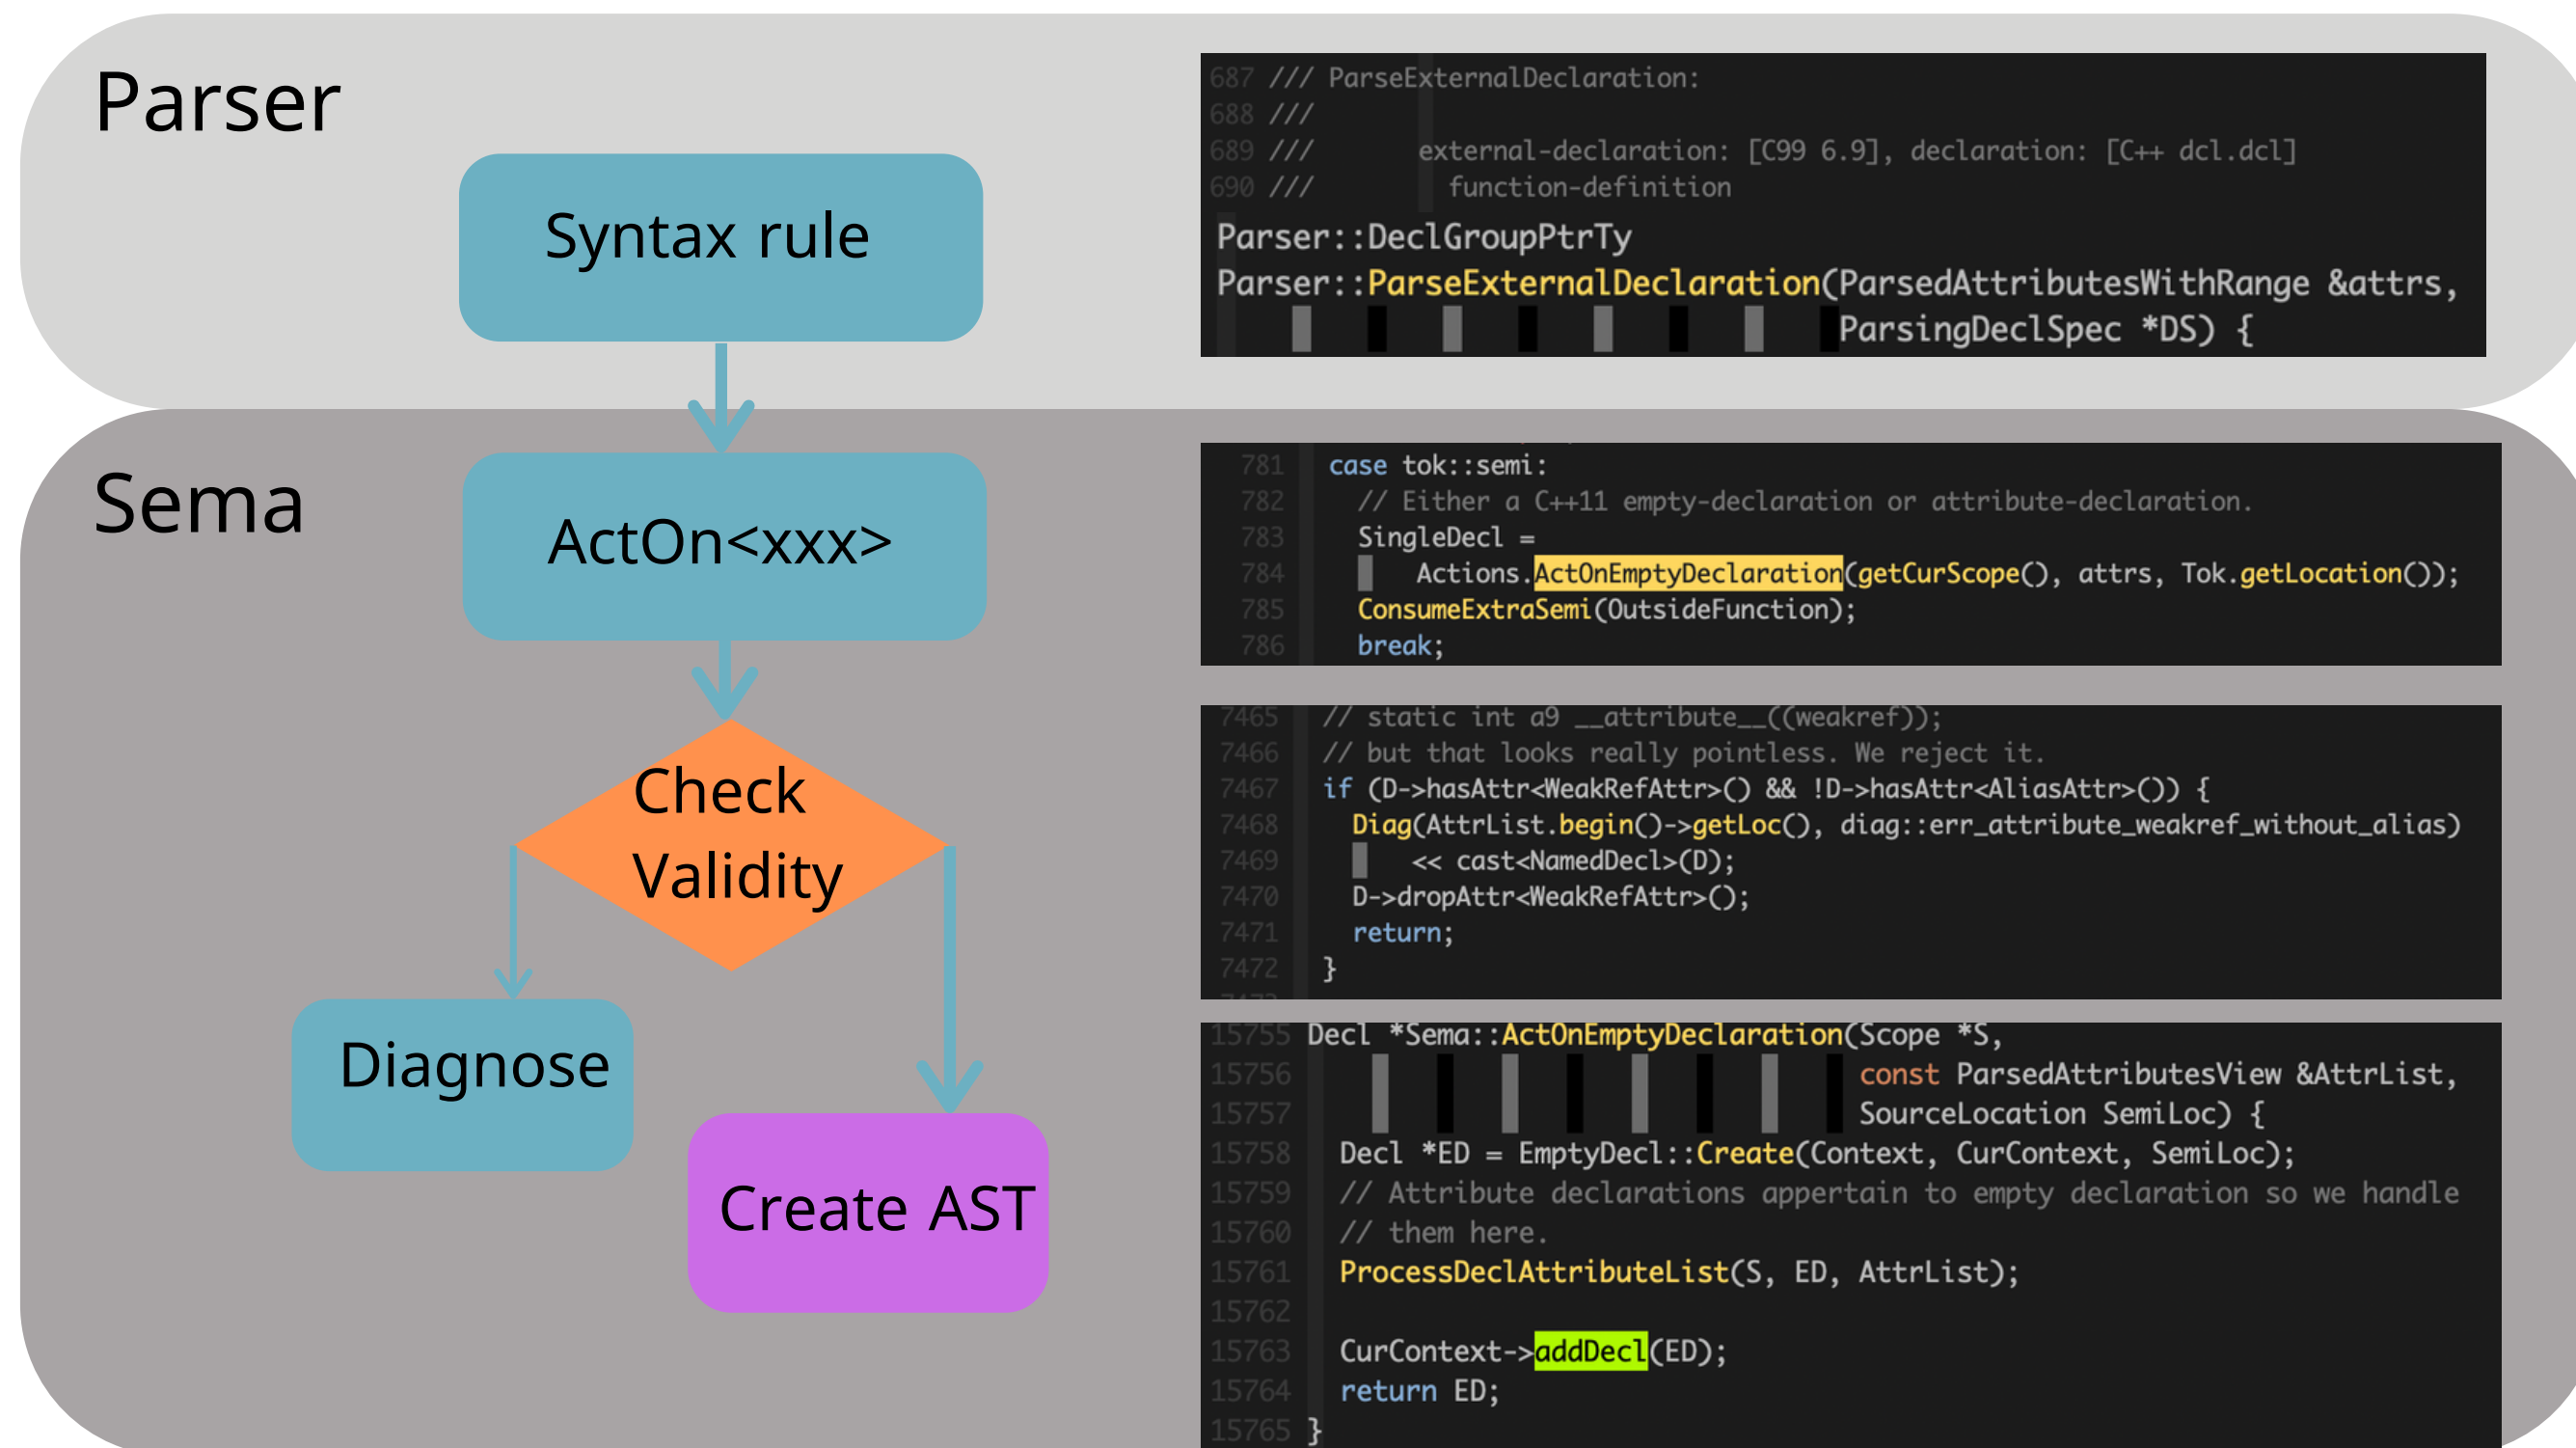 Parser
Syntax rule
687 /// ParseExternalDeclaration:
688 ///
689 ///       external-declaration: [C99 6.9], declaration: [C++ dcl.dcl]
690 ///         function-definition
Parser::DeclGroupPtrTy
Parser::ParseExternalDeclaration(ParsedAttributesWithRange &attrs,
ParsingDeclSpec *DS) {
Sema
ActOn<xxx>
Check
Validity
Diagnose
Create AST
781 case tok::semi:
782 // Either a C++11 empty-declaration or attribute-declaration.
783 SingleDecl =
784 Actions.ActOnEmptyDeclaration(getCurScope(), attrs, Tok.getLocation());
785 ConsumeExtraSemi(OutsideFunction);
786 break;
7465 // static int a9 __attribute__((weakref));
7466 // but that looks really pointless. We reject it.
7467 if (D->hasAttr<WeakRefAttr>() && !D->hasAttr<AliasAttr>()) {
7468 Diag(AttrList.begin()->getLoc(), diag::err_attribute_weakref_without_alias)
7469 << cast<NamedDecl>(D);
7470 D->dropAttr<WeakRefAttr>();
7471 return;
7472 }
15755 Decl *Sema::ActOnEmptyDeclaration(Scope *S,
15756 const ParsedAttributesView &AttrList,
15757 SourceLocation SemiLoc) {
15758 Decl *ED = EmptyDecl::Create(Context, CurContext, SemiLoc);
15759 // Attribute declarations appertain to empty declaration so we handle
15760 // them here.
15761 ProcessDeclAttributeList(S, ED, AttrList);
15762
15763 CurContext->addDecl(ED);
15764 return ED;
15765 }